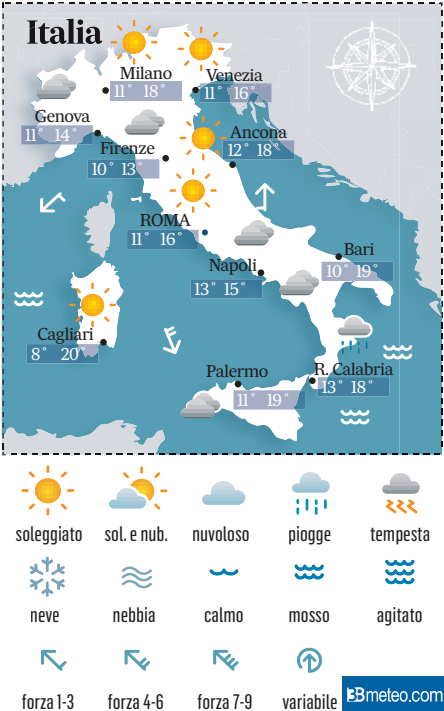 Italia
Milano
11° 18°
Venezia
11° 16°
Genova
11° 14°
Ancona
12° 18°
Firenze
10° 13°
ROMA
11° 16°
Bari
10° 19°
Napoli
13° 15°
Cagliari
8° 20°
Palermo
11° 19°
R. Calabria
13° 18°
soleggiato sol. e nub. nuvoloso piogge tempesta
neve nebbia calmo mosso agitato
forza 1-3 forza 4-6 forza 7-9 variabile
3Bmeteo.com